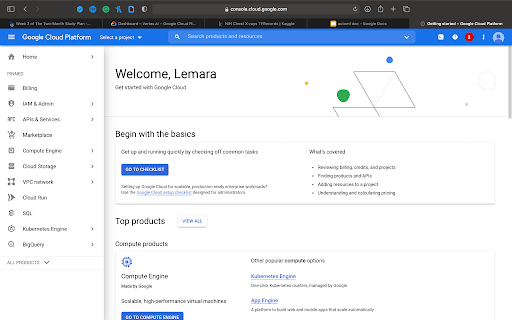 console.cloud.google.com
Week 2 of the Two-Month Study Plan -...
Dashboard – Vertex AI – Google Cloud Pl...
NIH Chest X-rays TFRecords | Kaggle
automl doc - Google Docs
Getting started – Google Cloud Platform
Google Cloud Platform
Select a project
Search products and resources
Home
PINNED
Billing
IAM & Admin
APIs & Services
Marketplace
Compute Engine
Cloud Storage
VPC network
Cloud Run
SQL
Kubernetes Engine
BigQuery
ALL PRODUCTS
Welcome, Lemara
Get started with Google Cloud
Begin with the basics
Get up and running quickly by checking off common tasks
GO TO CHECKLIST
Setting up Google Cloud for scalable, production-ready enterprise workloads?
Use the Google Cloud setup checklist designed for administrators.
What's covered
Reviewing billing, credits, and projects
Finding products and APIs
Adding resources to a project
Understanding and calculating pricing
Top products
VIEW ALL
Compute products
Compute Engine
Made by Google
Scalable, high-performance virtual machines
GO TO COMPUTE ENGINE
Other popular compute options
Kubernetes Engine
One-click Kubernetes clusters, managed by Google
App Engine
A platform to build web and mobile apps that scale automatically